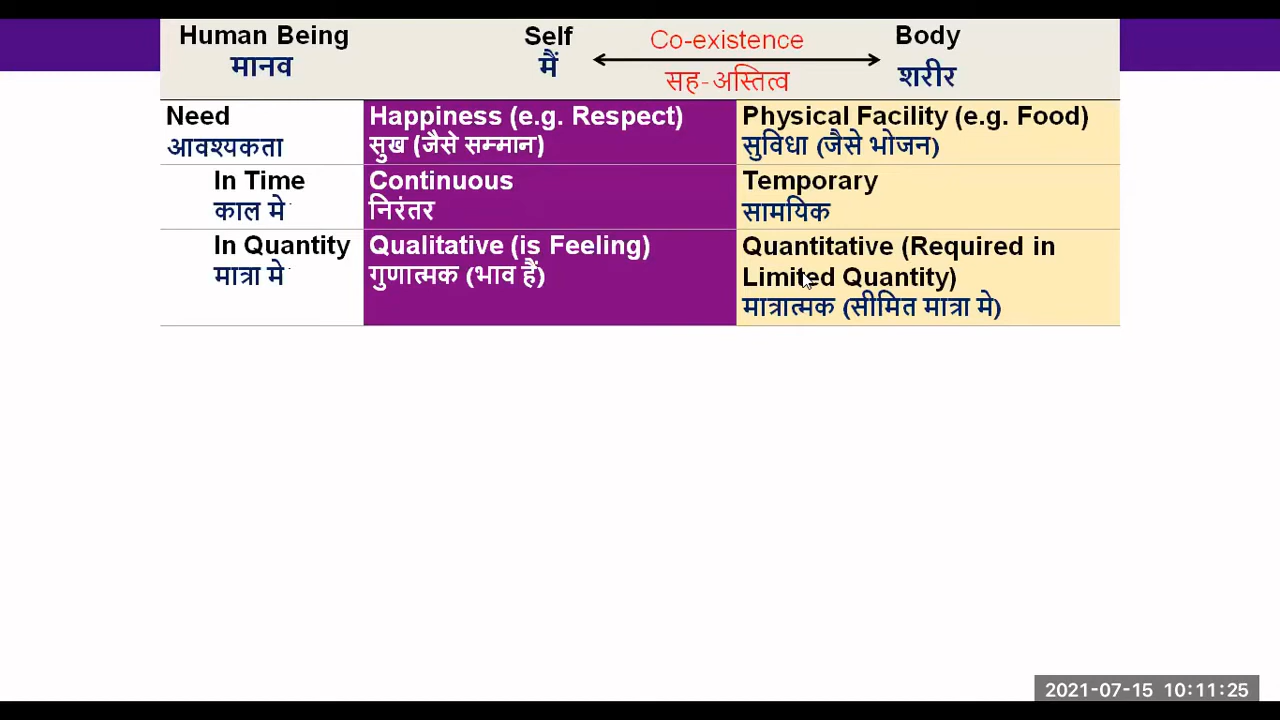 Human Being Self Co-existence Body
मानव मैं सह-अस्तित्व शरीर
Need Happiness (e.g. Respect) Physical Facility (e.g. Food)
आवश्यकता सुख (जैसे सम्मान) सुविधा (जैसे भोजन)
In Time Continuous Temporary
काल मे निरंतर सामयिक
In Quantity Qualitative (is Feeling) Quantitative (Required in
Limited Quantity)
मात्रा मे गुणात्मक (भाव हैं) मात्रात्मक (सीमित मात्रा मे)
2021-07-15 10:11:25